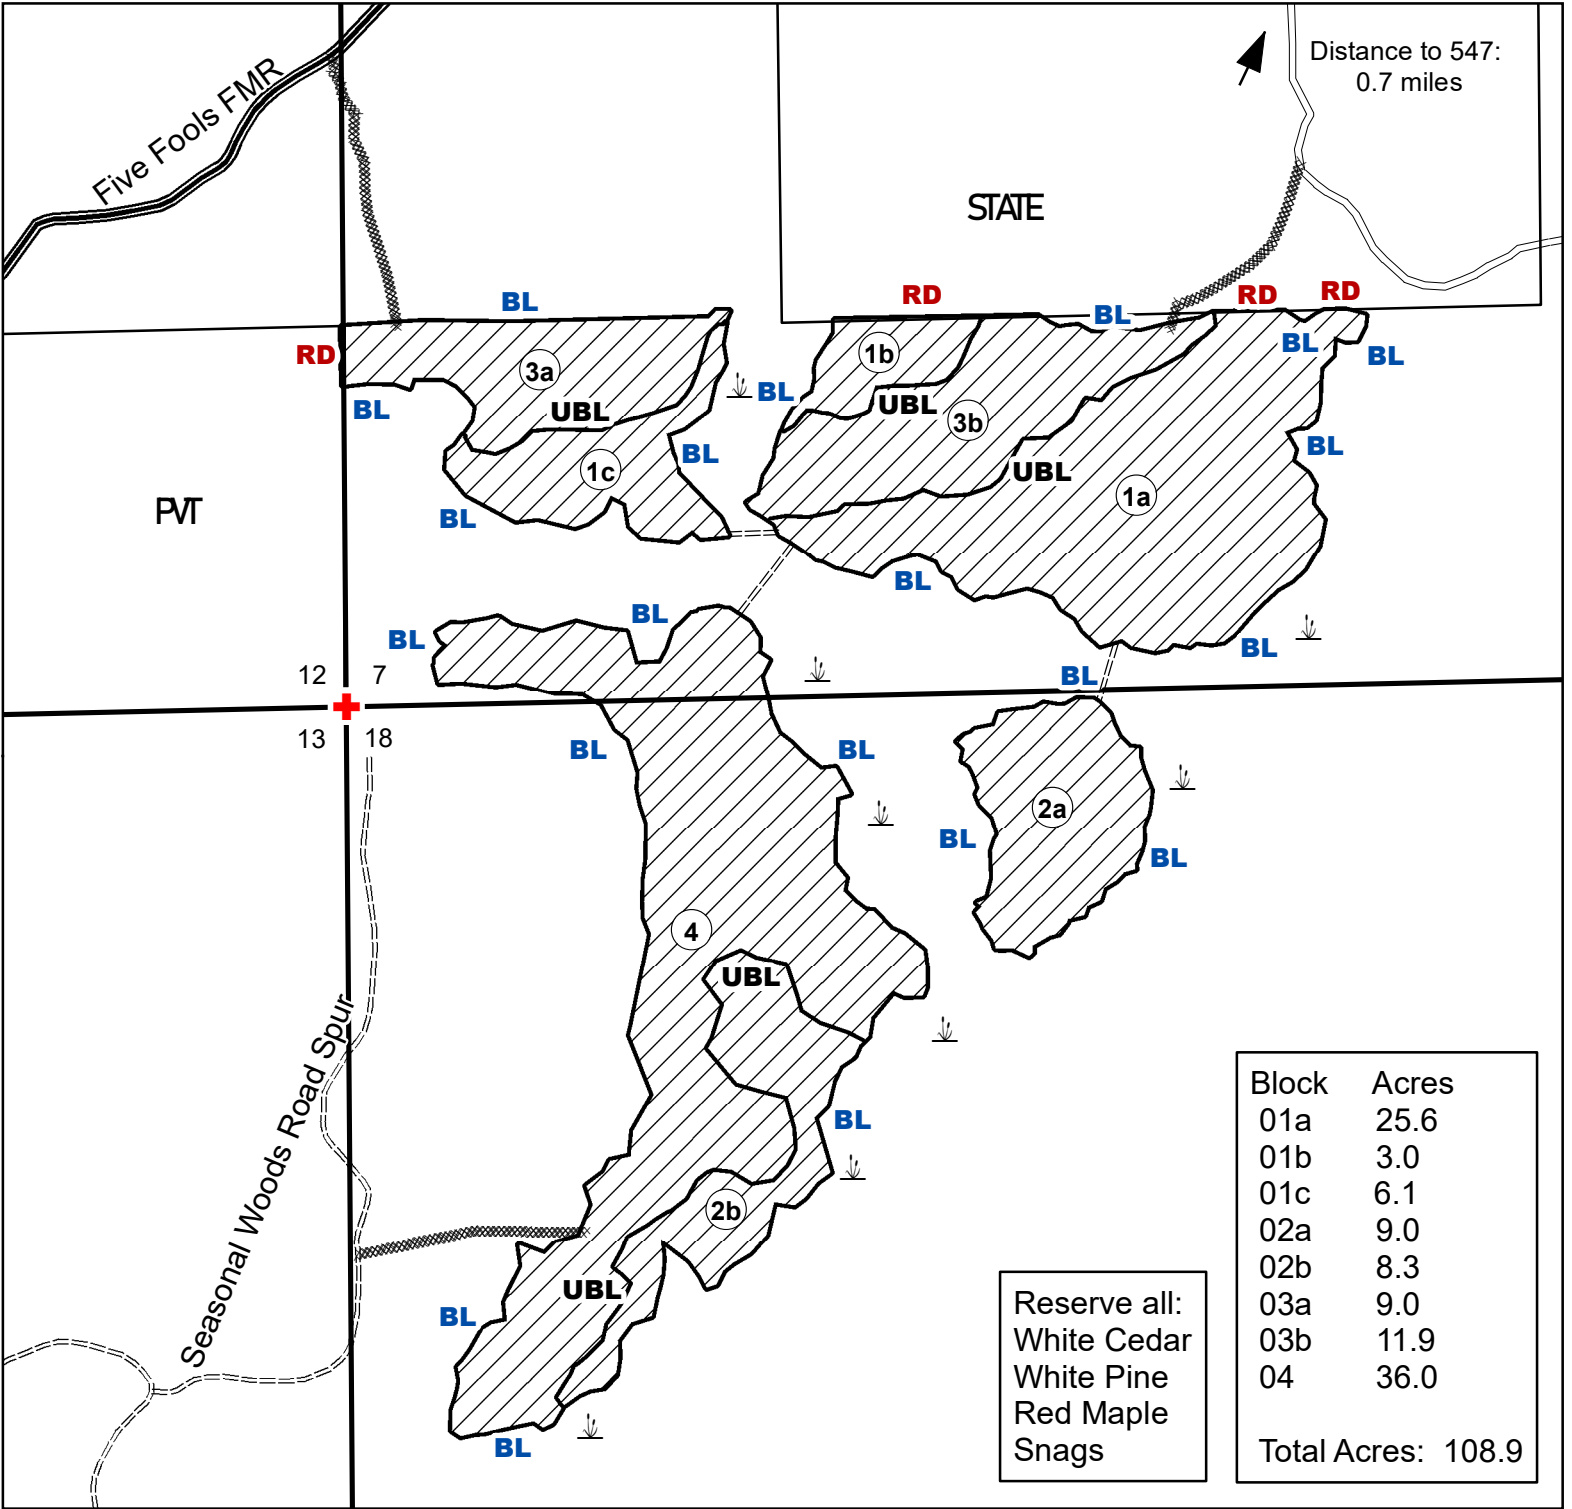 Five Fools FMR
Distance to 547:
0.7 miles
STATE
BL
RD
RD
RD
BL
BL
BL
RD
3a
1b
BL
BL
UBL
UBL
3b
BL
BL
1c
UBL
1a
BL
PVT
BL
BL
BL
BL
12
7
BL
BL
13
18
BL
BL
2a
BL
BL
4
UBL
Seasonal Woods Road Spur
BL
2b
UBL
BL
BL
Reserve all:
White Cedar
White Pine
Red Maple
Snags
Block Acres
01a 25.6
01b 3.0
01c 6.1
02a 9.0
02b 8.3
03a 9.0
03b 11.9
04 36.0
Total Acres: 108.9